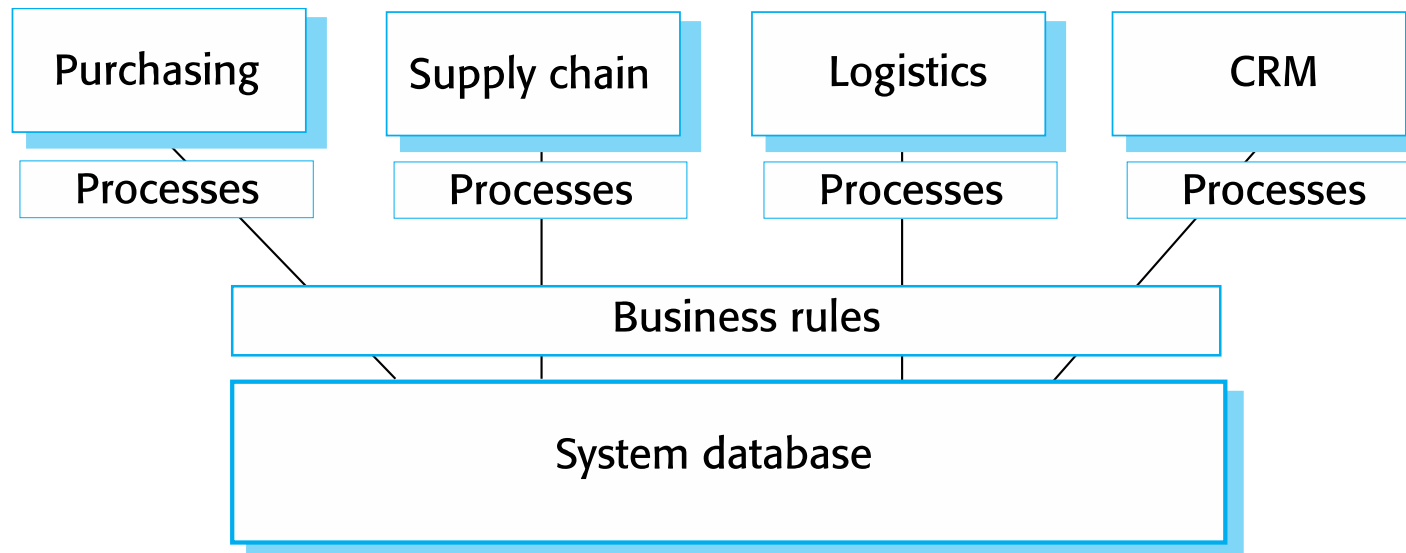 Purchasing
Supply chain
Logistics
CRM
Processes
Processes
Processes
Processes
Business rules
System database